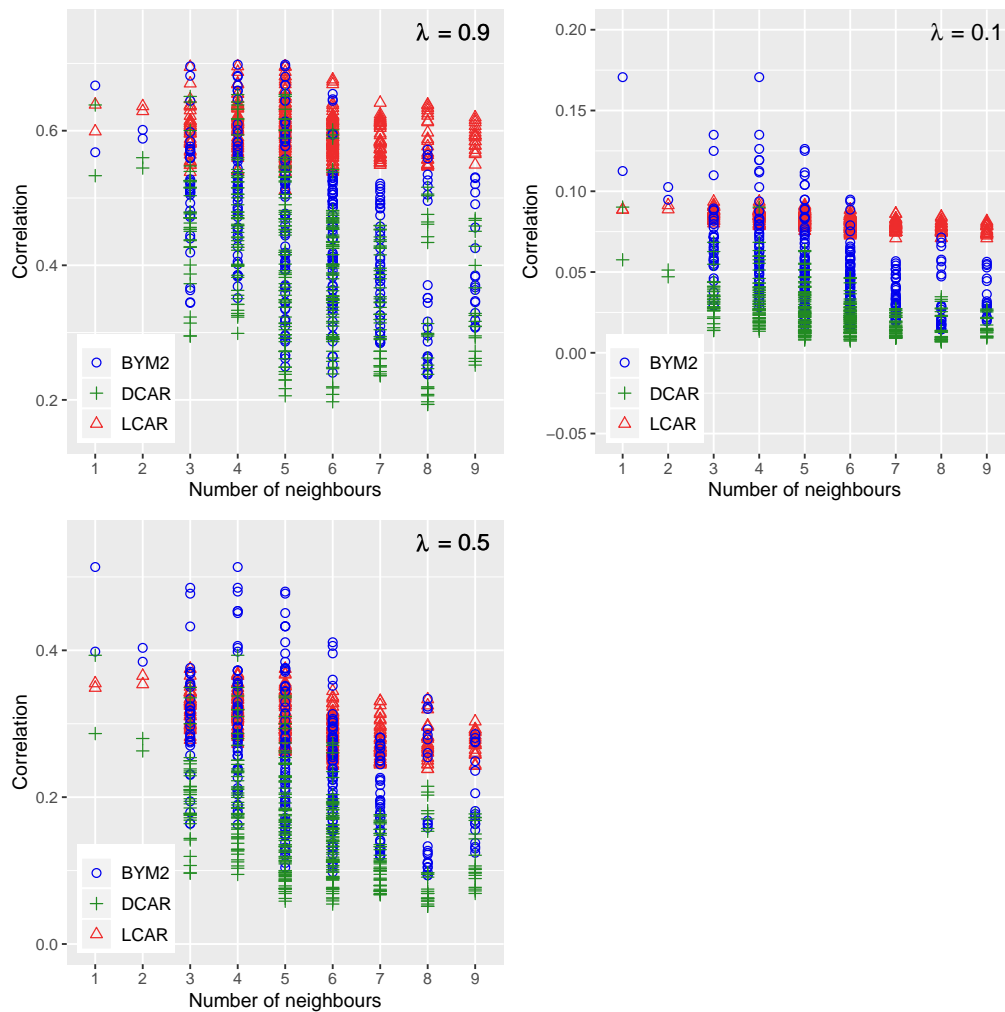 λ = 0.9
Correlation
0.6
0.4
0.2
BYM2
DCAR
LCAR
1 2 3 4 5 6 7 8 9
Number of neighbours
λ = 0.1
Correlation
0.20
0.15
0.10
0.05
0.00
−0.05
BYM2
DCAR
LCAR
1 2 3 4 5 6 7 8 9
Number of neighbours
λ = 0.5
Correlation
0.4
0.2
0.0
BYM2
DCAR
LCAR
1 2 3 4 5 6 7 8 9
Number of neighbours